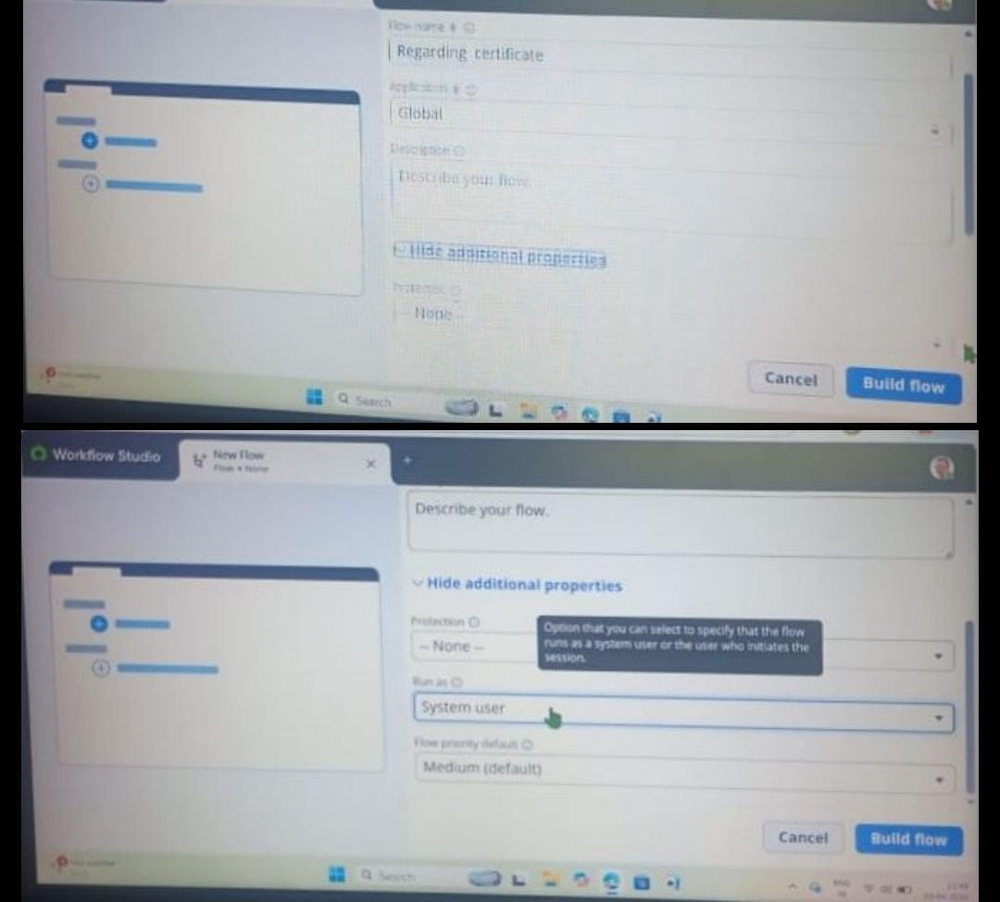 Flow name
Regarding certificate
Application
Global
Description
Describe your flow.
Hide additional properties
Protection
-- None --
Cancel
Build flow
Search
Workflow Studio
New Flow
Flow • None
Describe your flow.
Hide additional properties
Protection
-- None --
Option that you can select to specify that the flow
runs as a system user or the user who initiates the
session.
Run as
System user
Flow priority default
Medium (default)
Cancel
Build flow
Search
ENG